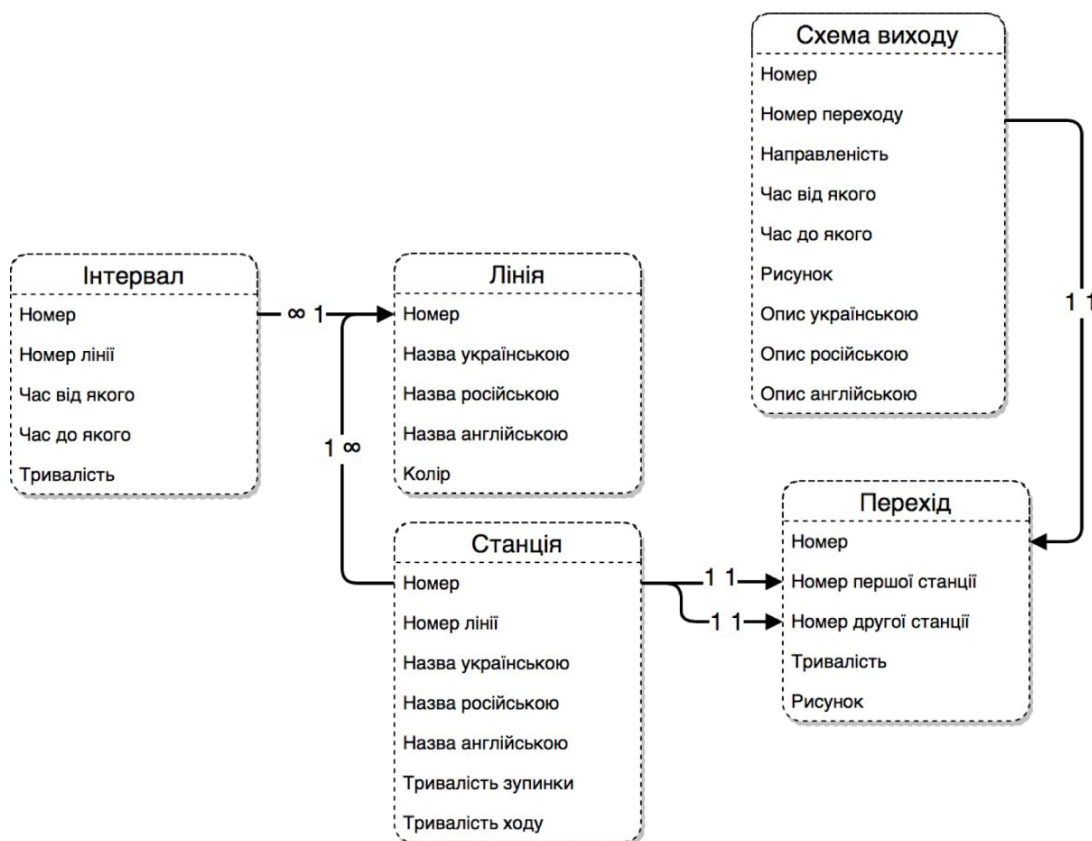 Схема виходу
Номер
Номер переходу
Направленість
Час від якого
Час до якого
Рисунок
Опис українською
Опис російською
Опис англійською
1 1
Інтервал
Номер
Номер лінії
Час від якого
Час до якого
Тривалість
∞ 1
1 ∞
Лінія
Номер
Назва українською
Назва російською
Назва англійською
Колір
Станція
Номер
Номер лінії
Назва українською
Назва російською
Назва англійською
Тривалість зупинки
Тривалість ходу
1 1
1 1
Перехід
Номер
Номер першої станції
Номер другої станції
Тривалість
Рисунок